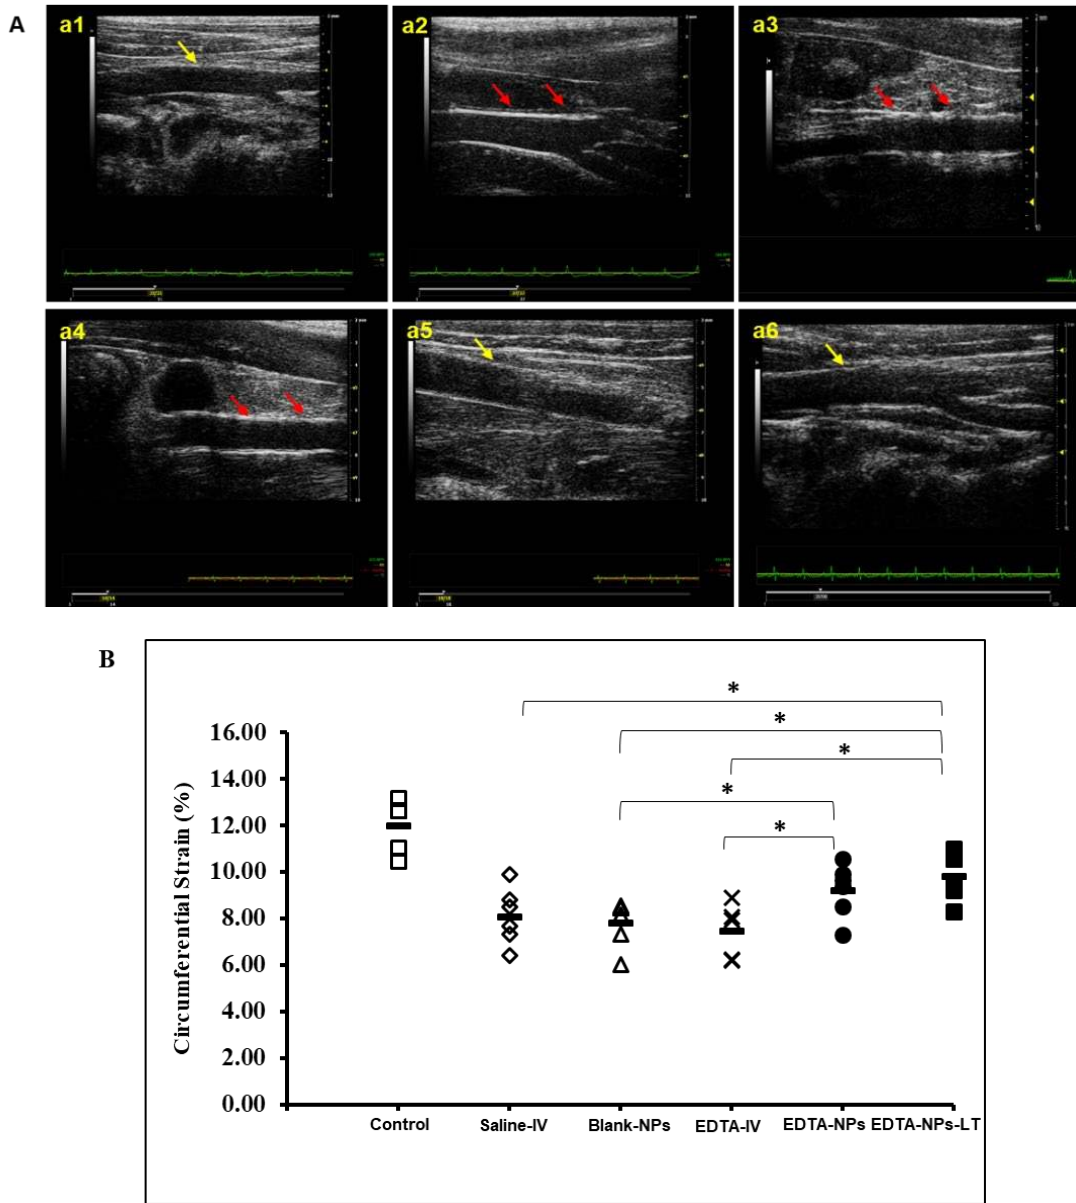 A
a1
a2
a3
a4
a5
a6
B
*
*
*
*
*
16.00
14.00
12.00
10.00
8.00
6.00
4.00
2.00
0.00
Circumferential Strain (%)
Control Saline-IV Blank-NPs EDTA-IV EDTA-NPs EDTA-NPs-LT